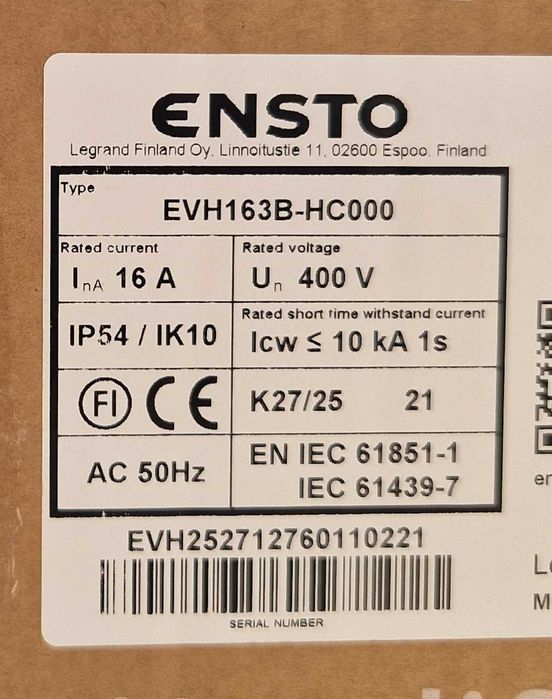 ENSTO
Legrand Finland Oy, Linnoitustie 11, 02600 Espoo, Finland
Type
EVH163B-HC000
Rated current
InA 16 A
Rated voltage
Un 400 V
IP54 / IK10
Rated short time withstand current
Icw ≤ 10 kA 1s
FI CE
K27/25 21
AC 50Hz
EN IEC 61851-1
IEC 61439-7
EVH252712760110221
SERIAL NUMBER